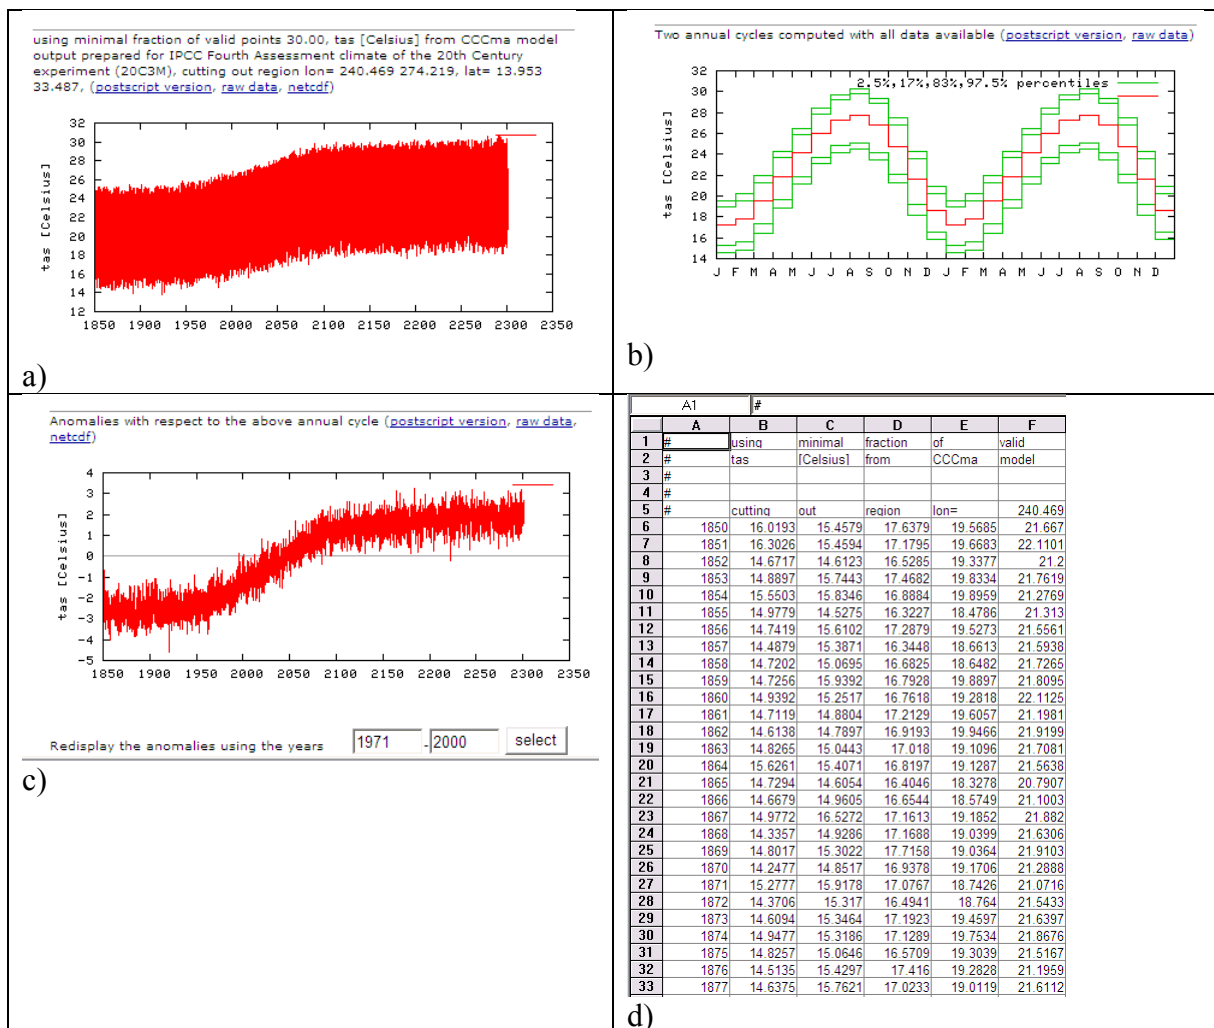 using minimal fraction of valid points 30.00, tas [Celsius] from CCCma model
output prepared for IPCC Fourth Assessment climate of the 20th Century
experiment (20C3M), cutting out region lon= 240.469 274.219, lat= 13.953
33.487, (postscript version, raw data, netcdf)
32
30
28
26
24
22
20
18
16
14
12
tas [Celsius]
1850 1900 1950 2000 2050 2100 2150 2200 2250 2300 2350
a)
Two annual cycles computed with all data available (postscript version, raw data)
2.5%,17%,83%,97.5% percentiles
32
30
28
26
24
22
20
18
16
14
tas [Celsius]
J F M A M J J A S O N D J F M A M J J A S O N D
b)
Anomalies with respect to the above annual cycle (postscript version, raw data,
netcdf)
4
3
2
1
0
-1
-2
-3
-4
-5
tas [Celsius]
1850 1900 1950 2000 2050 2100 2150 2200 2250 2300 2350
Redisplay the anomalies using the years 1971 - 2000 select
c)
A1 #
A B C D E F
1 # using minimal fraction of valid
2 # tas [Celsius] from CCCma model
3 #
4 #
5 # cutting out region lon= 240.469
6 1850 16.0193 15.4579 17.6379 19.5685 21.667
7 1851 16.3026 15.4594 17.1795 19.6683 22.1101
8 1852 14.6717 14.6123 16.5285 19.3377 21.2
9 1853 14.8897 15.7443 17.4682 19.8334 21.7619
10 1854 15.5503 15.8346 16.8884 19.8959 21.2769
11 1855 14.9779 14.5275 16.3227 18.4786 21.313
12 1856 14.7419 15.6102 17.2879 19.5273 21.5561
13 1857 14.4879 15.3871 16.3448 18.6613 21.5938
14 1858 14.7202 15.0695 16.6825 18.6482 21.7265
15 1859 14.7256 15.9392 16.7928 19.8897 21.8095
16 1860 14.9392 15.2517 16.7618 19.2818 22.1125
17 1861 14.7119 14.8804 17.2129 19.6057 21.1981
18 1862 14.6138 14.7897 16.9193 19.9466 21.9199
19 1863 14.8265 15.0443 17.018 19.1096 21.7081
20 1864 15.6261 15.4071 16.8197 19.1287 21.5638
21 1865 14.7294 14.6054 16.4046 18.3278 20.7907
22 1866 14.6679 14.9605 16.6544 18.5749 21.1003
23 1867 14.9772 16.5272 17.1613 19.1852 21.882
24 1868 14.3357 14.9286 17.1688 19.0399 21.6306
25 1869 14.8017 15.3022 17.7158 19.0364 21.9103
26 1870 14.2477 14.8517 16.9378 19.1706 21.2888
27 1871 15.2777 15.9178 17.0767 18.7426 21.0716
28 1872 14.3706 15.317 16.4941 18.764 21.5433
29 1873 14.6094 15.3464 17.1923 19.4597 21.6397
30 1874 14.9477 15.3186 17.1289 19.7534 21.8676
31 1875 14.8257 15.0646 16.5709 19.3039 21.5167
32 1876 14.5135 15.4297 17.416 19.2828 21.1959
33 1877 14.6375 15.7621 17.0233 19.0119 21.6112
d)